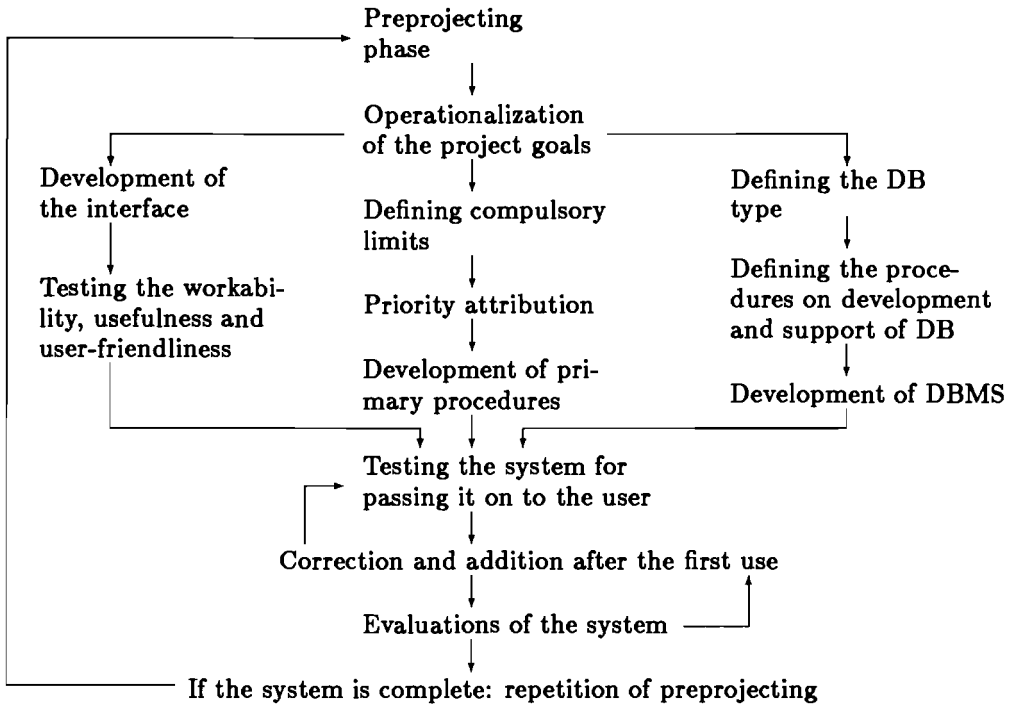 Preprojecting
phase
Operationalization
of the project goals
Development of
the interface
Testing the workabi-
lity, usefulness and
user-friendliness
Defining compulsory
limits
Priority attribution
Development of pri-
mary procedures
Defining the DB
type
Defining the proce-
dures on development
and support of DB
Development of DBMS
Testing the system for
passing it on to the user
Correction and addition after the first use
Evaluations of the system
If the system is complete: repetition of preprojecting